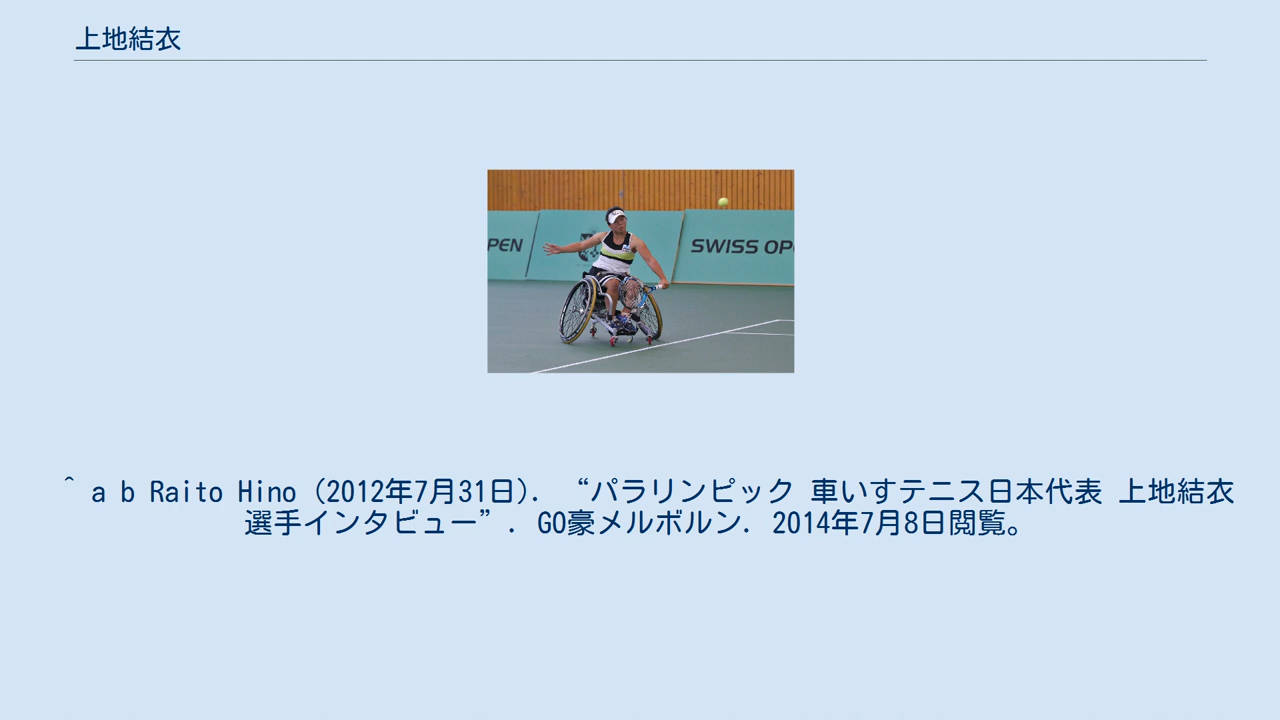 上地結衣
PEN
SWISS OP
^ a b Raito Hino (2012年7月31日). “パラリンピック 車いすテニス日本代表 上地結衣
選手インタビュー”. GO豪メルボルン. 2014年7月8日閲覧。